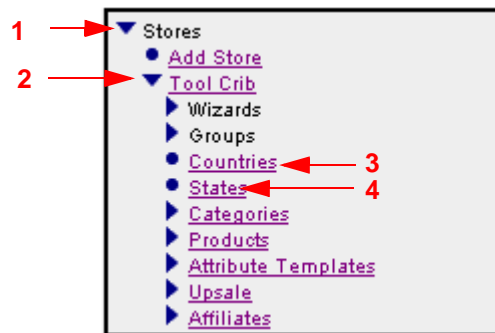 1 Stores
Add Store
2 Tool Crib
Wizards
Groups
Countries 3
States 4
Categories
Products
Attribute Templates
Upsale
Affiliates